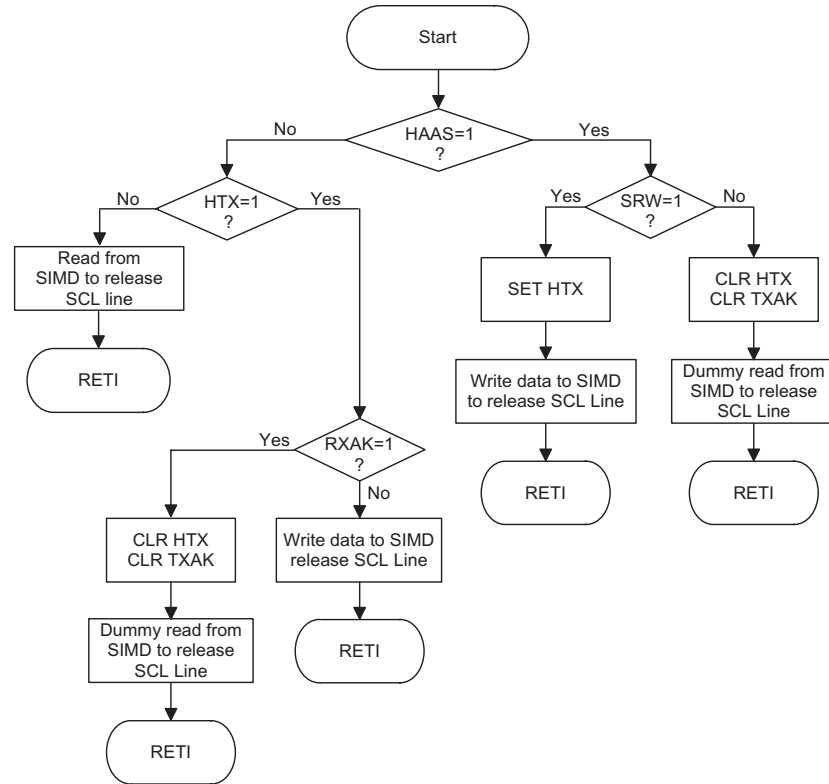 Start
No
HAAS=1
?
Yes
No
HTX=1
?
Yes
Yes
SRW=1
?
No
Read from
SIMD to release
SCL line
SET HTX
CLR HTX
CLR TXAK
RETI
Write data to SIMD
to release SCL Line
Dummy read from
SIMD to release
SCL Line
Yes
RXAK=1
?
No
RETI
RETI
CLR HTX
CLR TXAK
Write data to SIMD
release SCL Line
Dummy read from
SIMD to release
SCL Line
RETI
RETI